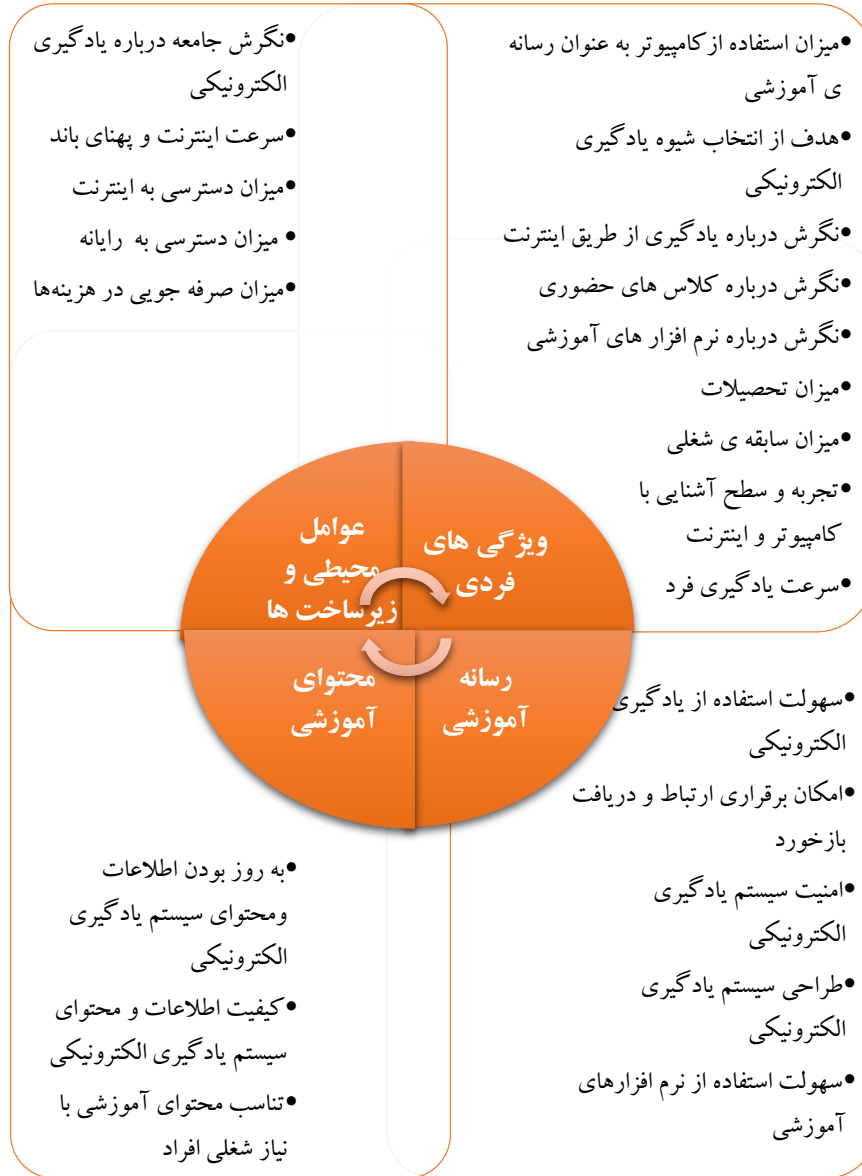 •میزان استفاده از کامپیوتر به عنوان رسانه
ی آموزشی
•هدف از انتخاب شیوه یادگیری
الکترونیکی
•نگرش درباره یادگیری از طریق اینترنت
•نگرش درباره کلاس های حضوری
•نگرش درباره نرم افزار های آموزشی
•میزان تحصیلات
•میزان سابقه ی شغلی
•تجربه و سطح آشنایی با
کامپیوتر و اینترنت
•سرعت یادگیری فرد
•نگرش جامعه درباره یادگیری
الکترونیکی
•سرعت اینترنت و پهنای باند
•میزان دسترسی به اینترنت
• میزان دسترسی به رایانه
•میزان صرفه جویی در هزینه‌ها
ویژگی های
فردی
عوامل
محیطی و
زیرساخت ها
رسانه
آموزشی
محتوای
آموزشی
•سهولت استفاده از یادگیری
الکترونیکی
•امکان برقراری ارتباط و دریافت
بازخورد
•امنیت سیستم یادگیری
الکترونیکی
•طراحی سیستم یادگیری
الکترونیکی
•سهولت استفاده از نرم افزارهای
آموزشی
•به روز بودن اطلاعات
ومحتوای سیستم یادگیری
الکترونیکی
•کیفیت اطلاعات و محتوای
سیستم یادگیری الکترونیکی
•تناسب محتوای آموزشی با
نیاز شغلی افراد